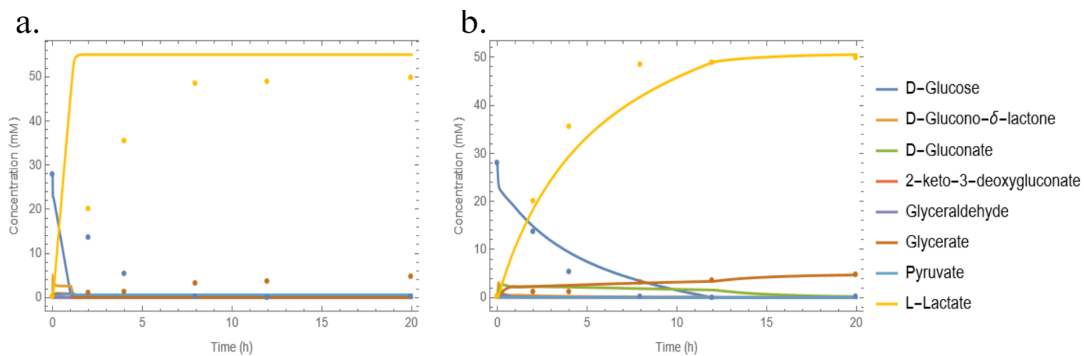 a.
Concentration (mM)
50
40
30
20
10
0
0
5
10
15
20
Time (h)
b.
Concentration (mM)
50
40
30
20
10
0
0
5
10
15
20
Time (h)
D–Glucose
D–Glucono–δ–lactone
D–Gluconate
2–keto–3–deoxygluconate
Glyceraldehyde
Glycerate
Pyruvate
L–Lactate